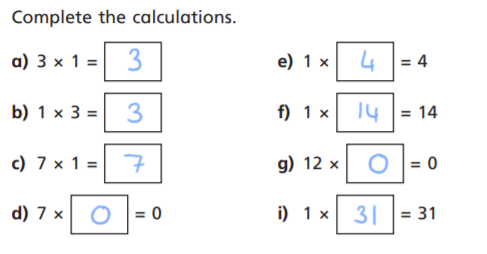 Complete the calculations.
a) 3 × 1 = 3
b) 1 × 3 = 3
c) 7 × 1 = 7
d) 7 × 0 = 0
e) 1 × 4 = 4
f) 1 × 14 = 14
g) 12 × 0 = 0
i) 1 × 31 = 31